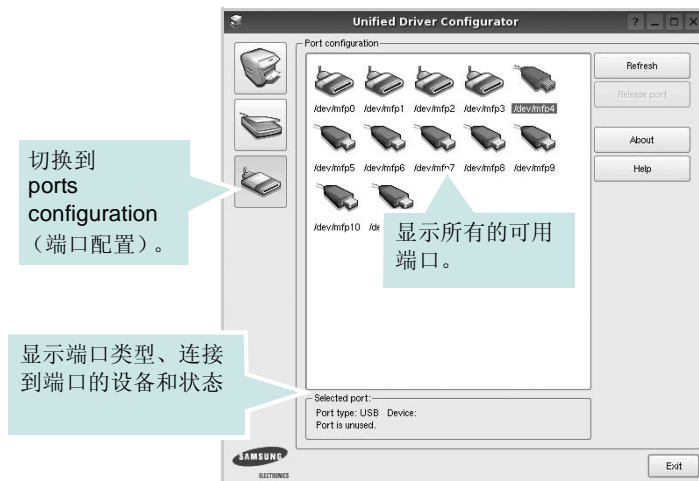 Unified Driver Configurator
Port configuration
/dev/mfp0 /dev/mfp1 /dev/mfp2 /dev/mfp3 /dev/mfp4
/dev/mfp5 /dev/mfp6 /dev/mfp7 /dev/mfp8 /dev/mfp9
/dev/mfp10
Refresh
Release port
About
Help
切换到
ports
configuration
（端口配置）。
显示所有的可用
端口。
显示端口类型、连接
到端口的设备和状态
Selected port:
Port type: USB Device:
Port is unused.
SAMSUNG
ELECTRONICS
Exit